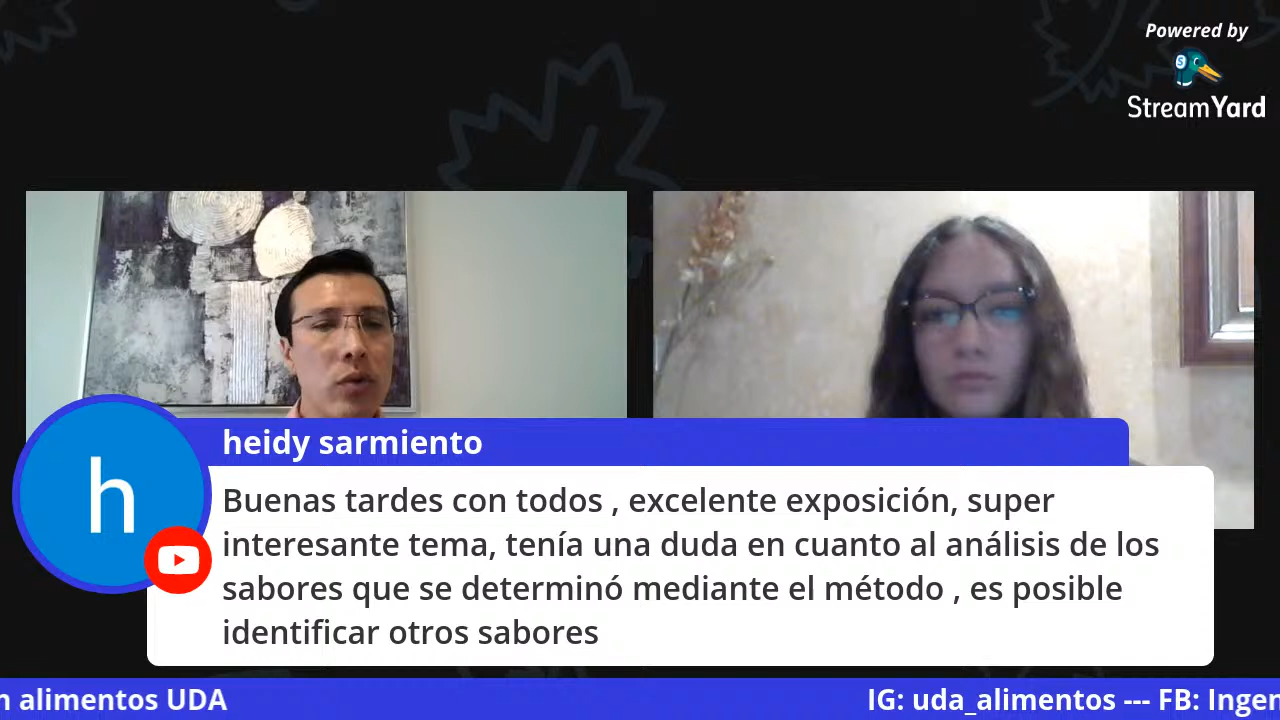 Powered by
StreamYard
heidy sarmiento
h
Buenas tardes con todos , excelente exposición, super
interesante tema, tenía una duda en cuanto al análisis de los
sabores que se determinó mediante el método , es posible
identificar otros sabores
alimentos UDA
IG: uda_alimentos --- FB: